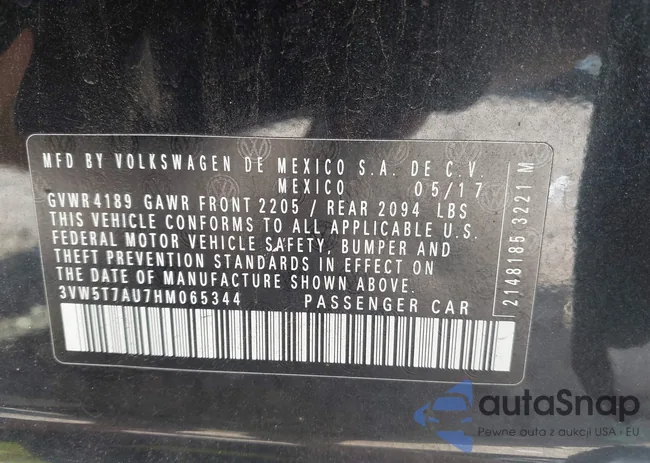 MFD BY VOLKSWAGEN DE MEXICO S.A. DE C.V.
MEXICO 05/17
GVWR4189 GAWR FRONT 2205 / REAR 2094 LBS
THIS VEHICLE CONFORMS TO ALL APPLICABLE U.S.
FEDERAL MOTOR VEHICLE SAFETY, BUMPER AND
THEFT PREVENTION STANDARDS IN EFFECT ON
THE DATE OF MANUFACTURE SHOWN ABOVE.
3VW5T7AU7HM065344 PASSENGER CAR
2148185 3221 M
autoSnap
Pewne auta z aukcji USA - EU